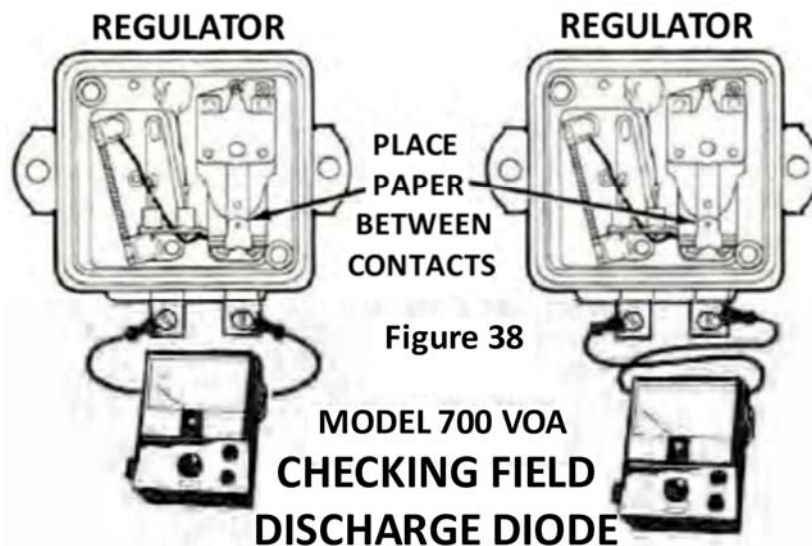 REGULATOR
REGULATOR
PLACE
PAPER
BETWEEN
CONTACTS
Figure 38
MODEL 700 VOA
CHECKING FIELD
DISCHARGE DIODE